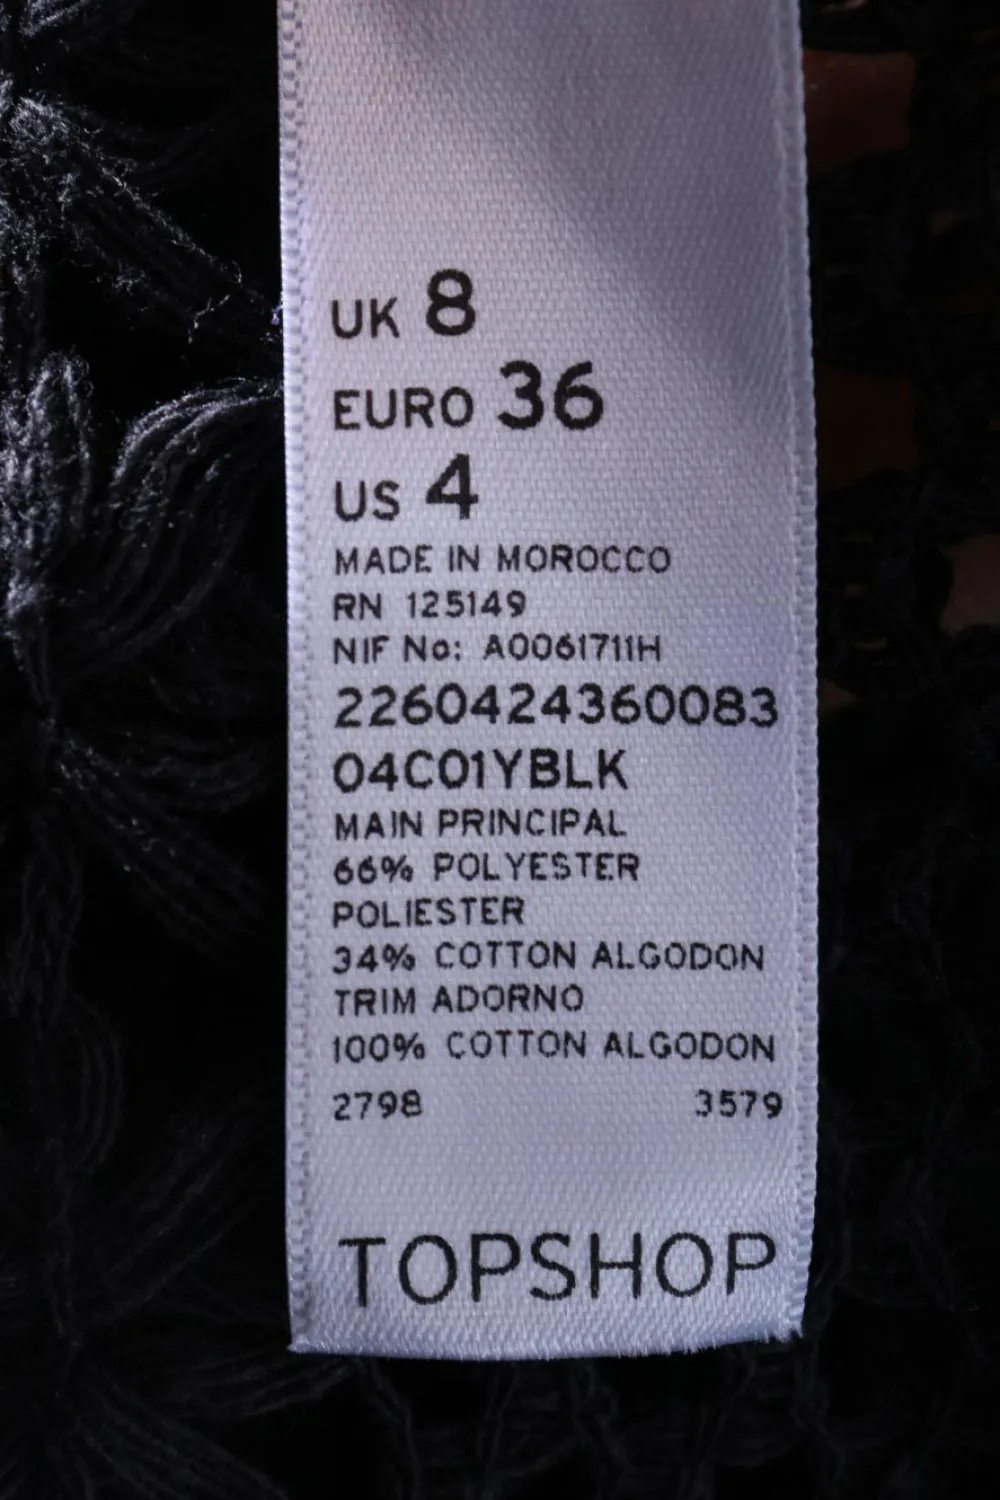 UK 8
EURO 36
US 4
MADE IN MOROCCO
RN 125149
NIF No: A0061711H
2260424360083
04C01YBLK
MAIN PRINCIPAL
66% POLYESTER
POLIESTER
34% COTTON ALGODON
TRIM ADORNO
100% COTTON ALGODON
2798 3579
TOPSHOP